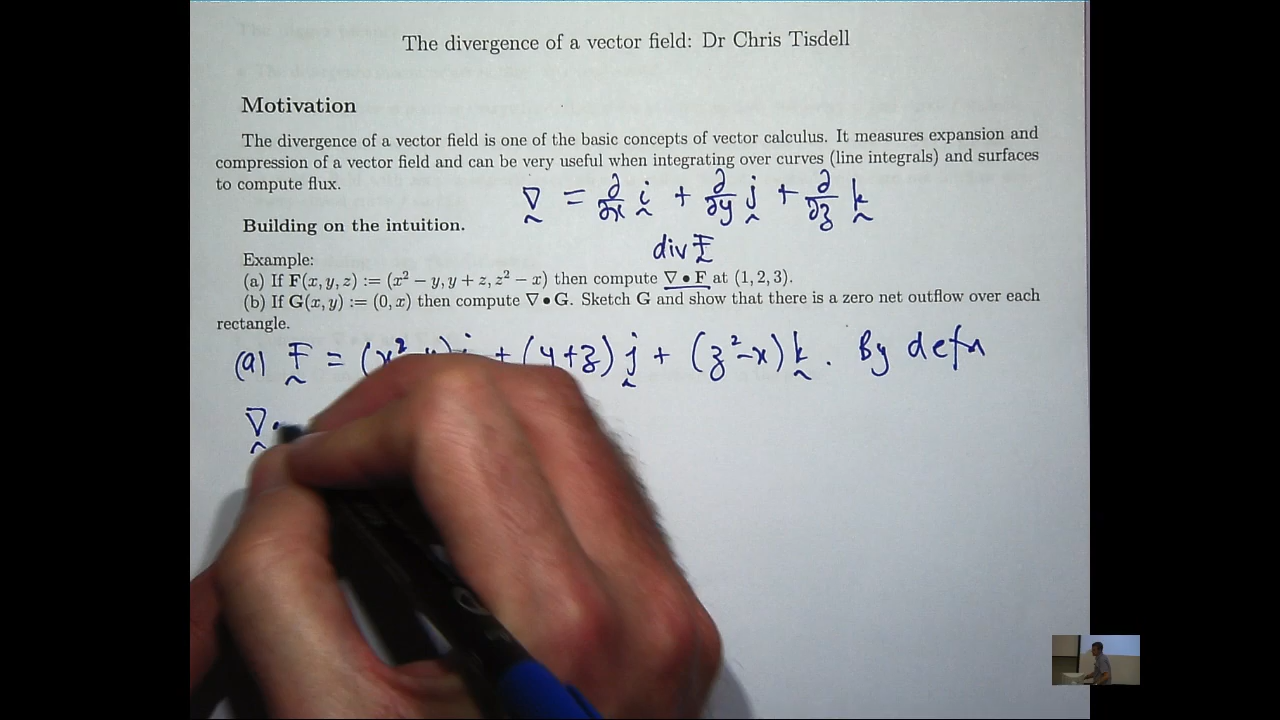 The divergence of a vector field: Dr Chris Tisdell
Motivation
The divergence of a vector field is one of the basic concepts of vector calculus. It measures expansion and
compression of a vector field and can be very useful when integrating over curves (line integrals) and surfaces
to compute flux.
∇ = ∂/∂x i + ∂/∂y j + ∂/∂z k
Building on the intuition.
div F
Example:
(a) If F(x, y, z) := (x² − y, y + z, z² − x) then compute ∇ • F at (1, 2, 3).
(b) If G(x, y) := (0, x) then compute ∇ • G. Sketch G and show that there is a zero net outflow over each
rectangle.
(a) F = (x² - y) i + (y+z) j + (z²-x) k. By defn
∇•